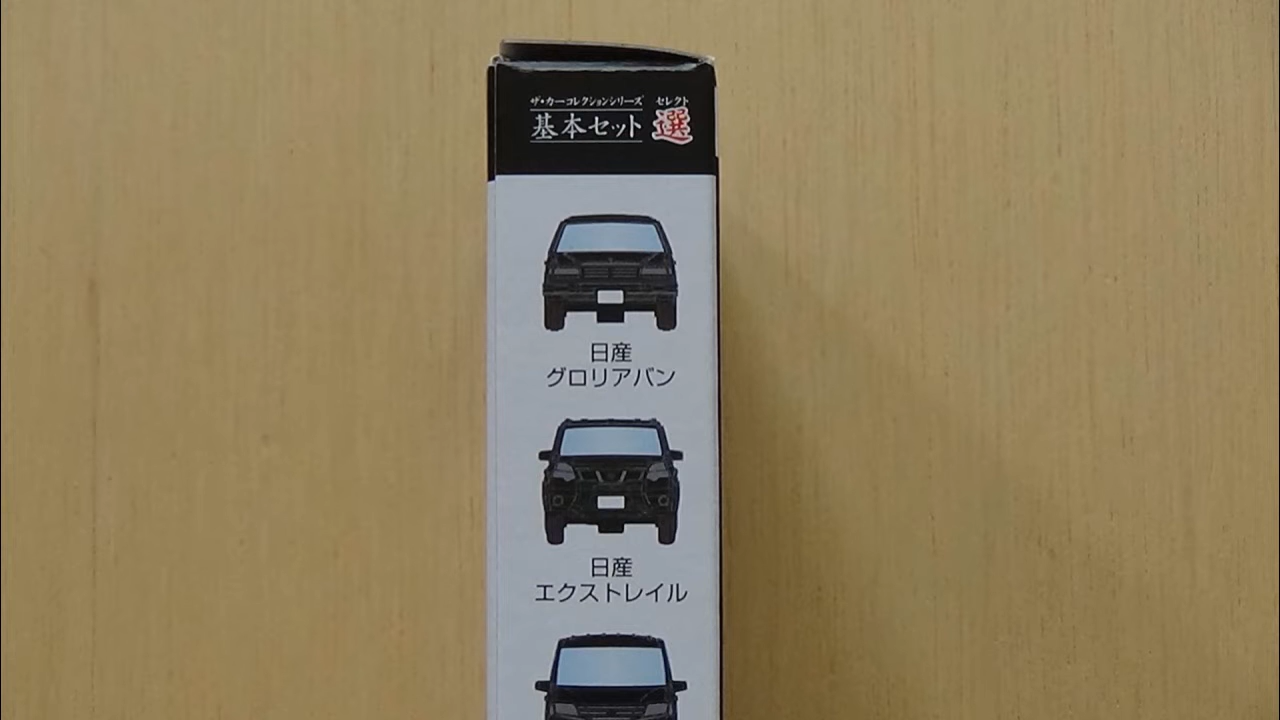 ザ・カーコレクションシリーズ セレクト
基本セット 選
日産
グロリアバン
日産
エクストレイル